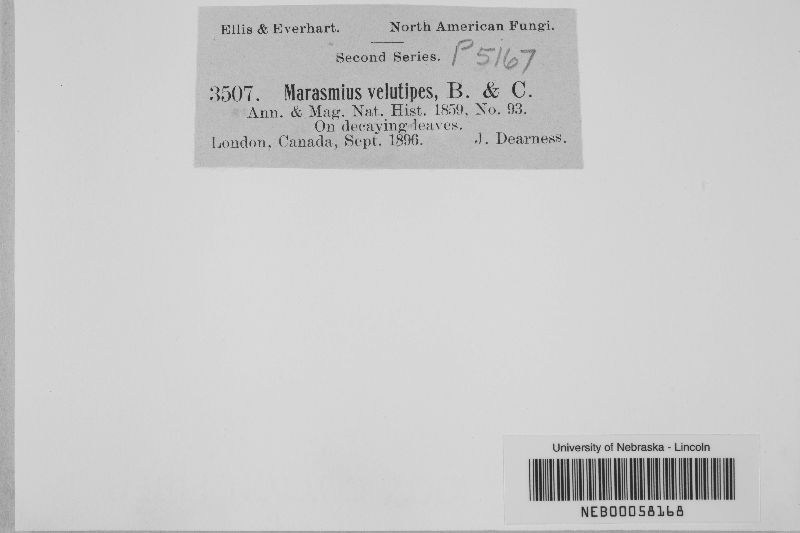 Ellis & Everhart. North American Fungi.
Second Series. P5167
3507. Marasmius velutipes, B. & C.
Ann. & Mag. Nat. Hist. 1859, No. 93.
On decaying leaves.
London, Canada, Sept. 1896. J. Dearness.
University of Nebraska - Lincoln
NEB00058168